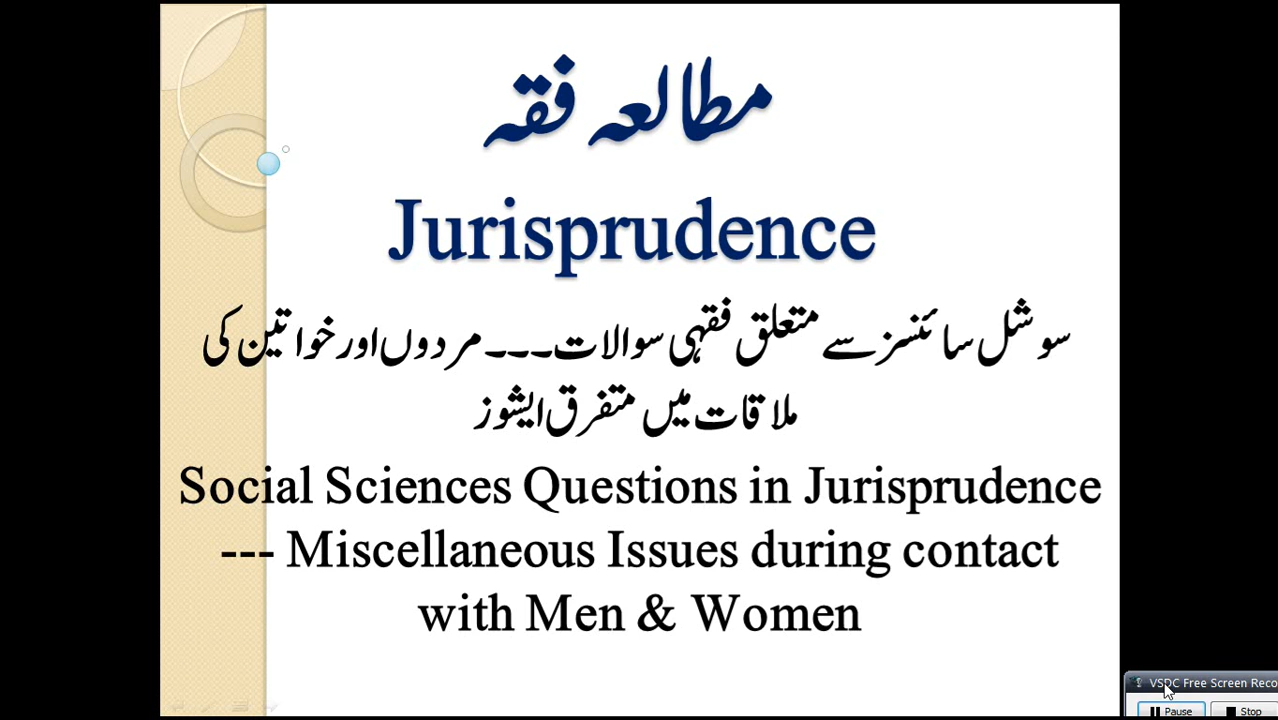 مطالعہ فقہ
Jurisprudence
سوشل سائنسز سے متعلق فقہی سوالات۔۔۔ مردوں اور خواتین کی
ملاقات میں متفرق ایشوز
Social Sciences Questions in Jurisprudence
--- Miscellaneous Issues during contact
with Men & Women
VSDC Free Screen Reco
Pause
Stop